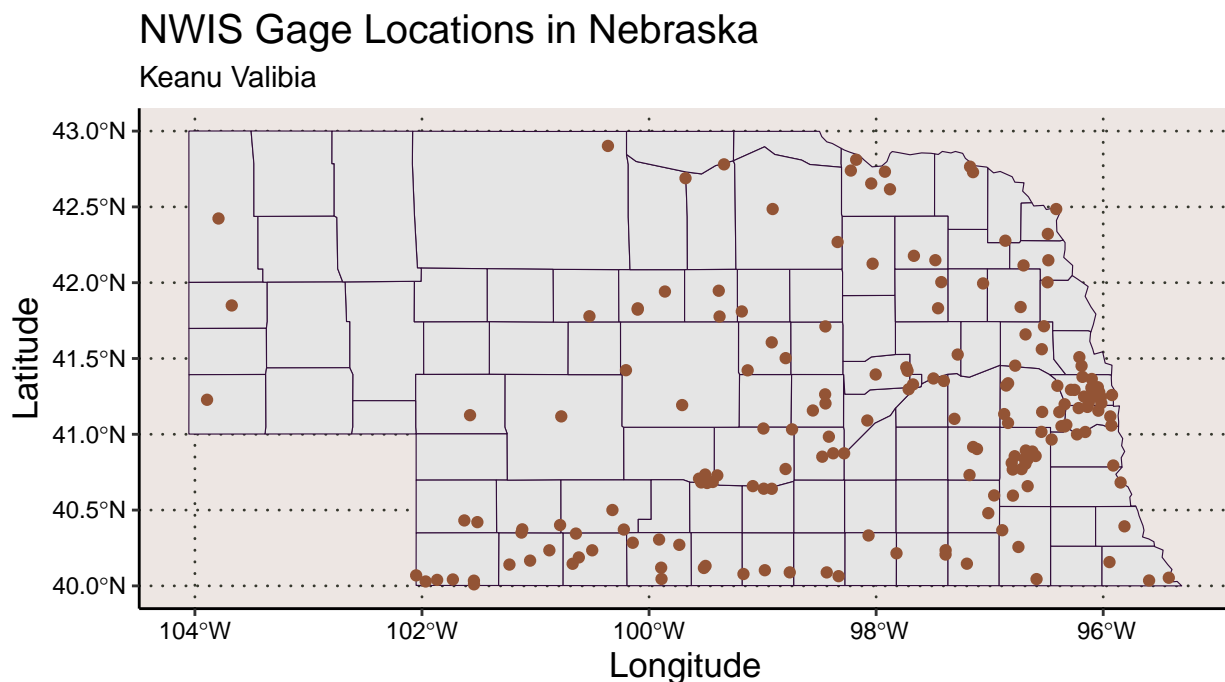 NWIS Gage Locations in Nebraska
Keanu Valibia
43.0°N
42.5°N
42.0°N
41.5°N
41.0°N
40.5°N
40.0°N
Latitude
104°W 102°W 100°W 98°W 96°W
Longitude